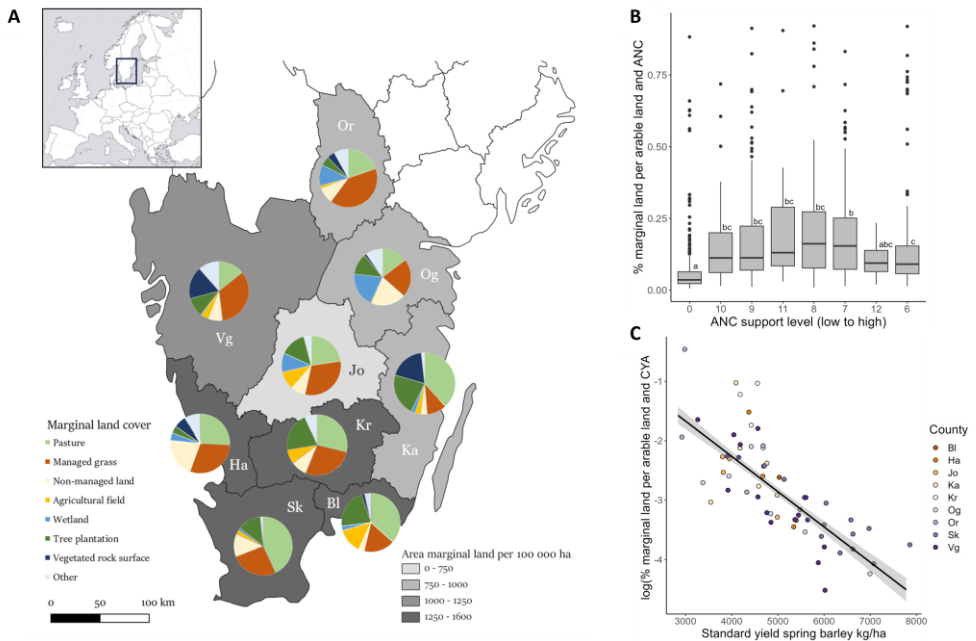 A
Or
Og
Vg
Jo
Kr
Ka
Ha
Sk
Bl
Marginal land cover
Pasture
Managed grass
Non-managed land
Agricultural field
Wetland
Tree plantation
Vegetated rock surface
Other
0 50 100 km
Area marginal land per 100 000 ha
0 - 750
750 - 1000
1000 - 1250
1250 - 1600
B
% marginal land per arable land and ANC
0.75
0.50
0.25
0.00
a
bc
bc
bc
bc
b
abc
c
0 10 9 11 8 7 12 6
ANC support level (low to high)
C
log(% marginal land per arable land and CYA)
-1
-2
-3
-4
3000 4000 5000 6000 7000 8000
Standard yield spring barley kg/ha
County
Bl
Ha
Jo
Ka
Kr
Og
Or
Sk
Vg